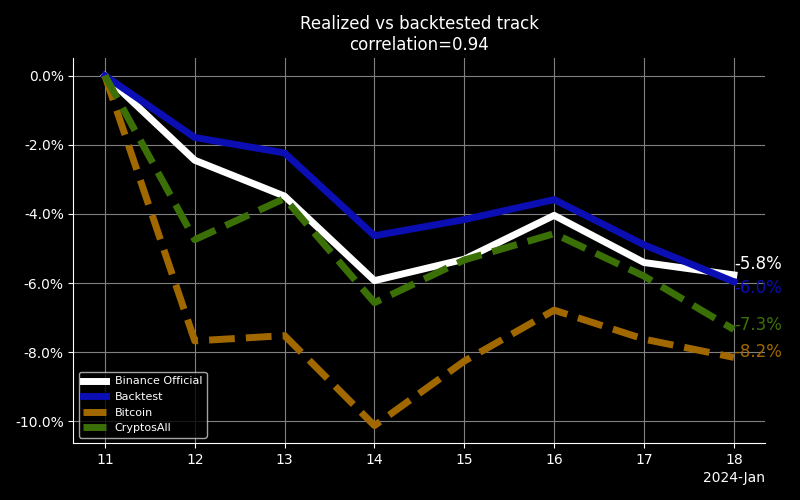 Realized vs backtested track
correlation=0.94
0.0%
-2.0%
-4.0%
-6.0%
-8.0%
-10.0%
-5.8%
-6.0%
-7.3%
-8.2%
Binance Official
Backtest
Bitcoin
CryptosAll
11 12 13 14 15 16 17 18
2024-Jan